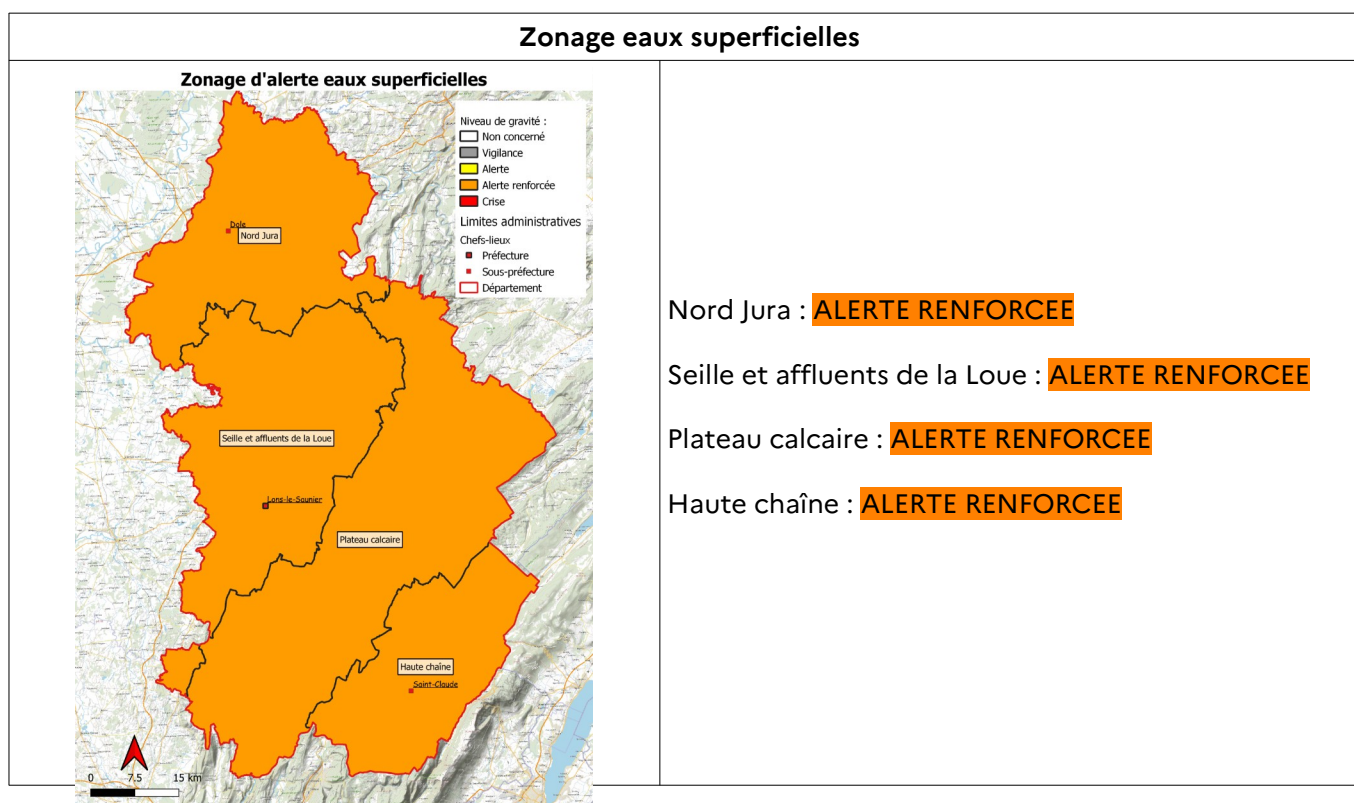 Zonage eaux superficielles
Zonage d'alerte eaux superficielles
Niveau de gravité :
Non concerné
Vigilance
Alerte
Alerte renforcée
Crise
Limites administratives
Chefs-lieux
Préfecture
Sous-préfecture
Département
Dole
Nord Jura
Seille et affluents de la Loue
Lons-le-Saunier
Plateau calcaire
Haute chaîne
Saint-Claude
0 7.5 15 km
Nord Jura : ALERTE RENFORCEE
Seille et affluents de la Loue : ALERTE RENFORCEE
Plateau calcaire : ALERTE RENFORCEE
Haute chaîne : ALERTE RENFORCEE